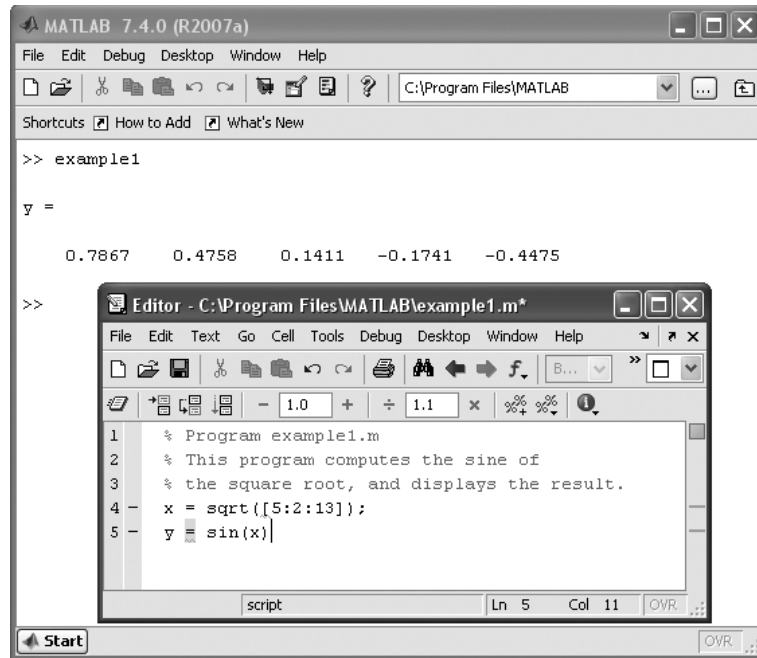 MATLAB 7.4.0 (R2007a)
File Edit Debug Desktop Window Help
C:\Program Files\MATLAB ...
Shortcuts How to Add What's New
>> example1
y =
0.7867 0.4758 0.1411 -0.1741 -0.4475
>>
Editor - C:\Program Files\MATLAB\example1.m*
File Edit Text Go Cell Tools Debug Desktop Window Help
f B... »
- 1.0 + ÷ 1.1 ×
1 % Program example1.m
2 % This program computes the sine of
3 % the square root, and displays the result.
4 - x = sqrt([5:2:13]);
5 - y = sin(x)
script Ln 5 Col 11 OVR
Start OVR